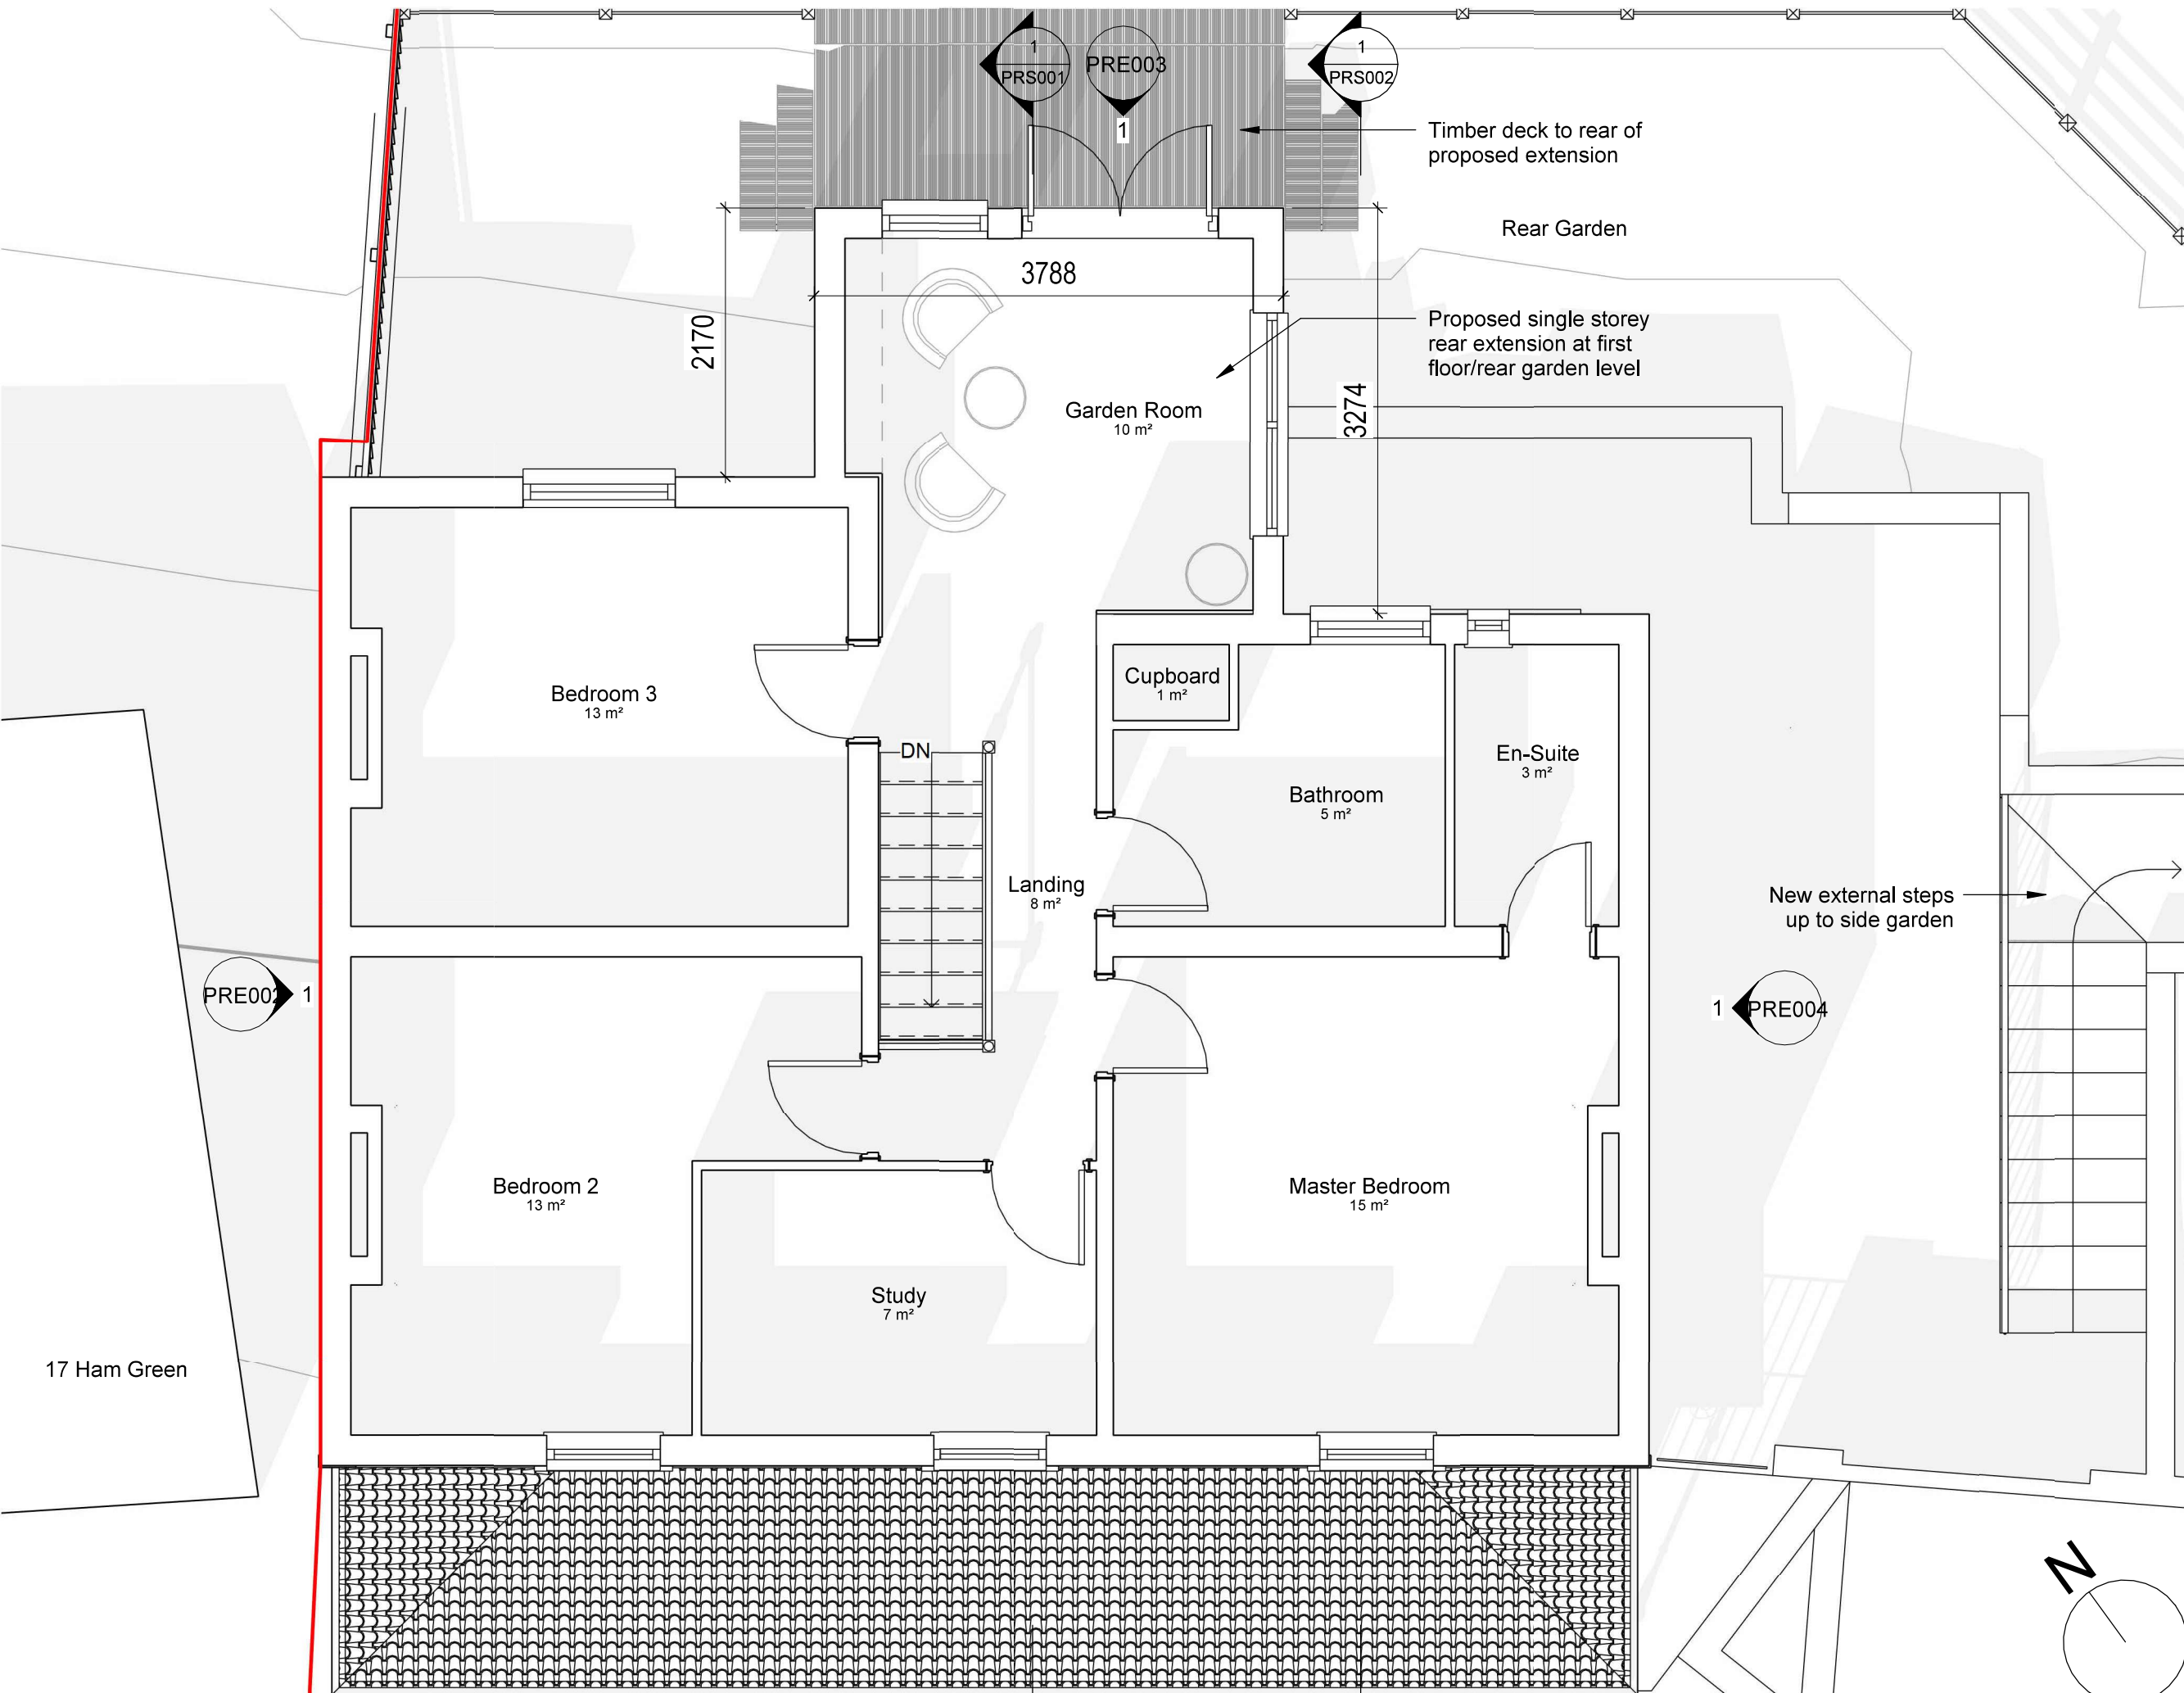 1
PRS001
PRE003
1
1
PRS002
Timber deck to rear of
proposed extension
Rear Garden
3788
2170
Proposed single storey
rear extension at first
floor/rear garden level
3274
Garden Room
10 m²
Bedroom 3
13 m²
Cupboard
1 m²
DN
En-Suite
3 m²
Bathroom
5 m²
Landing
8 m²
New external steps
up to side garden
PRE002
1
1
PRE004
Bedroom 2
13 m²
Master Bedroom
15 m²
Study
7 m²
17 Ham Green
N